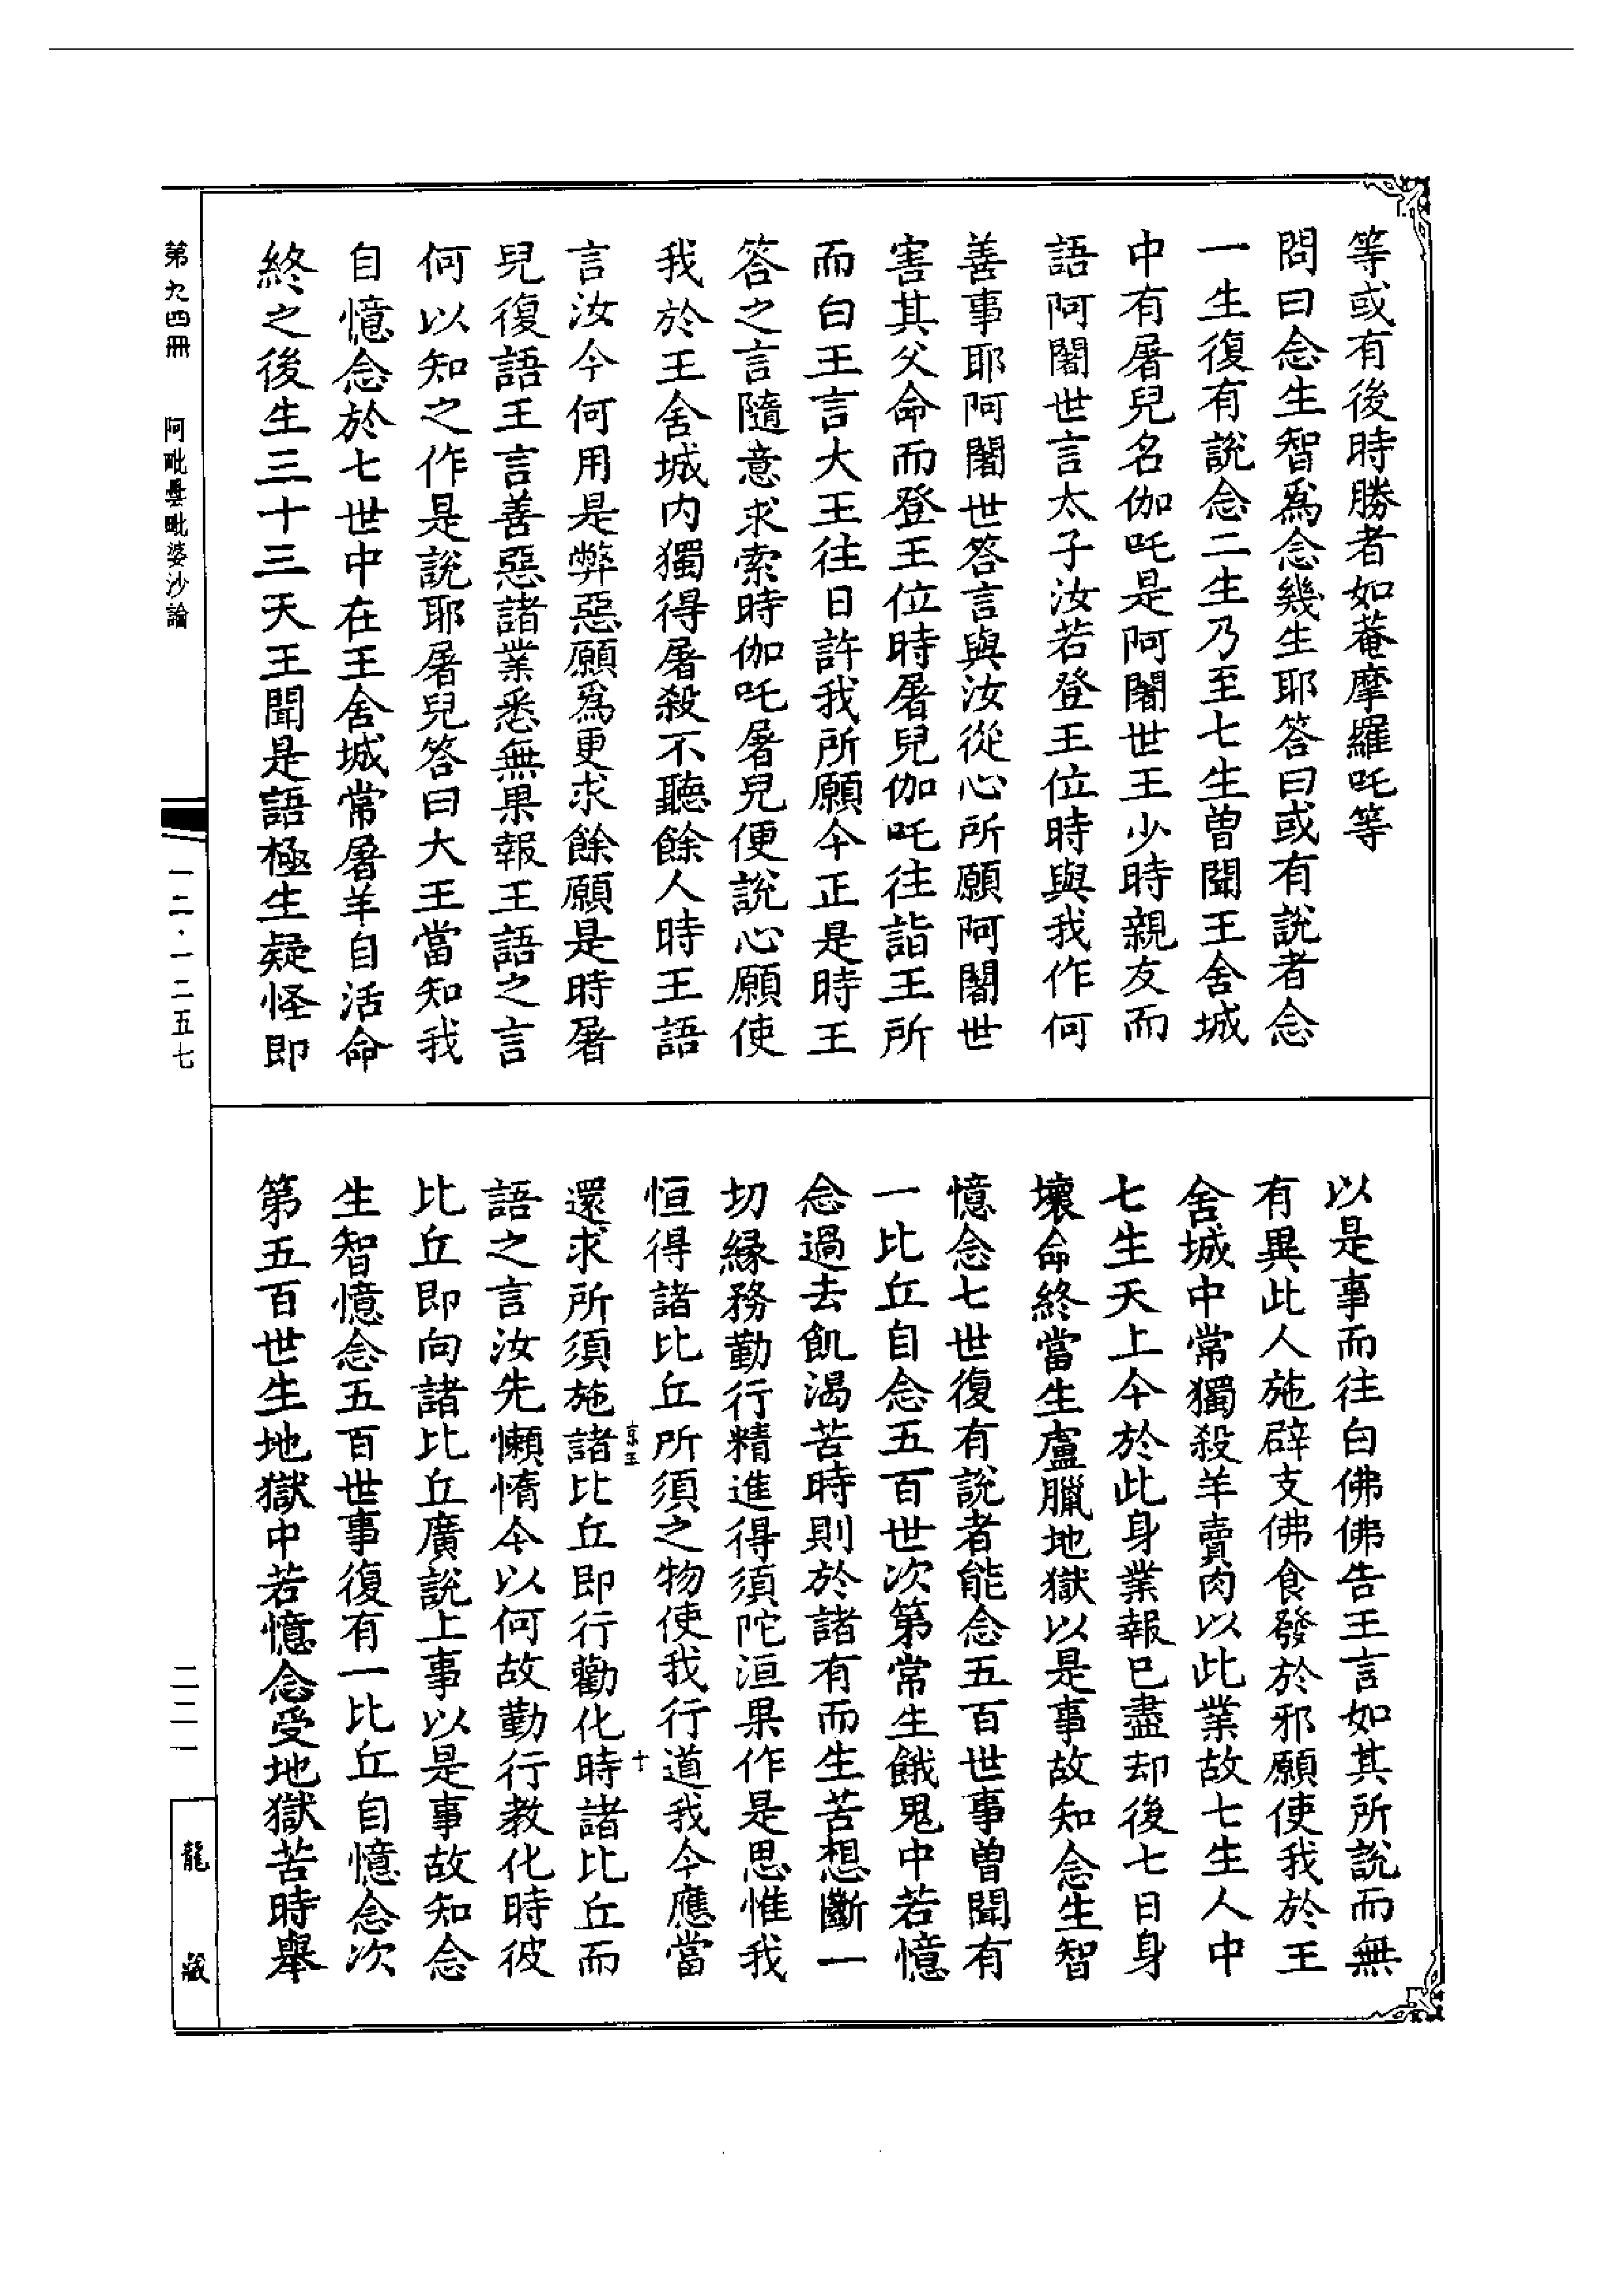 等或有後時勝者如菴摩羅吒等
問曰念生智爲念幾生耶答曰或有說者念
一生復有說念二生乃至七生曾聞王舍城
中有屠兒名伽吒是阿闍世王少時親友而
語阿闍世言太子汝若登王位時與我作何
善事耶阿闍世答言與汝從心所願阿闍世
害其父命而登王位時屠兒伽吒往詣王所
而白王言大王往日許我所願今正是時王
答之言隨意求索時伽吒屠兒便說心願使
我於王舍城內獨得屠殺不聽餘人時王語
言汝今何用是弊惡願爲更求餘願是時屠
兒復語王言善惡諸業悉無果報王語之言
何以知之作是說耶屠兒答曰大王當知我
自憶念於七世中在王舍城常屠羊自活命
終之後生三十三天王聞是語極生疑怪即
以是事而往白佛佛告王言如其所說而無
有異此人施辟支佛食發於邪願使我於王
舍城中常獨殺羊賣肉以此業故七生人中
七生天上今於此身業報已盡却後七日身
壞命終當生盧臘地獄以是事故知念生智
憶念七世復有說者能念五百世事曾聞有
一比丘自念五百世次第常生餓鬼中若憶
念過去飢渴苦時則於諸有而生苦想斷一
切緣務勤行精進得須陀洹果作是思惟我
恒得諸比丘所須之物使我行道我今應當
還求所須施諸比丘即行勸化時諸比丘而
語之言汝先懶惰今以何故勤行教化時彼
比丘即向諸比丘廣說上事以是事故知念
生智憶念五百世事復有一比丘自憶念次
第五百世生地獄中若憶念受地獄苦時舉
京五
十
第九四冊
阿毗曇毗婆沙論
一二·一二五七
二二一
龍藏